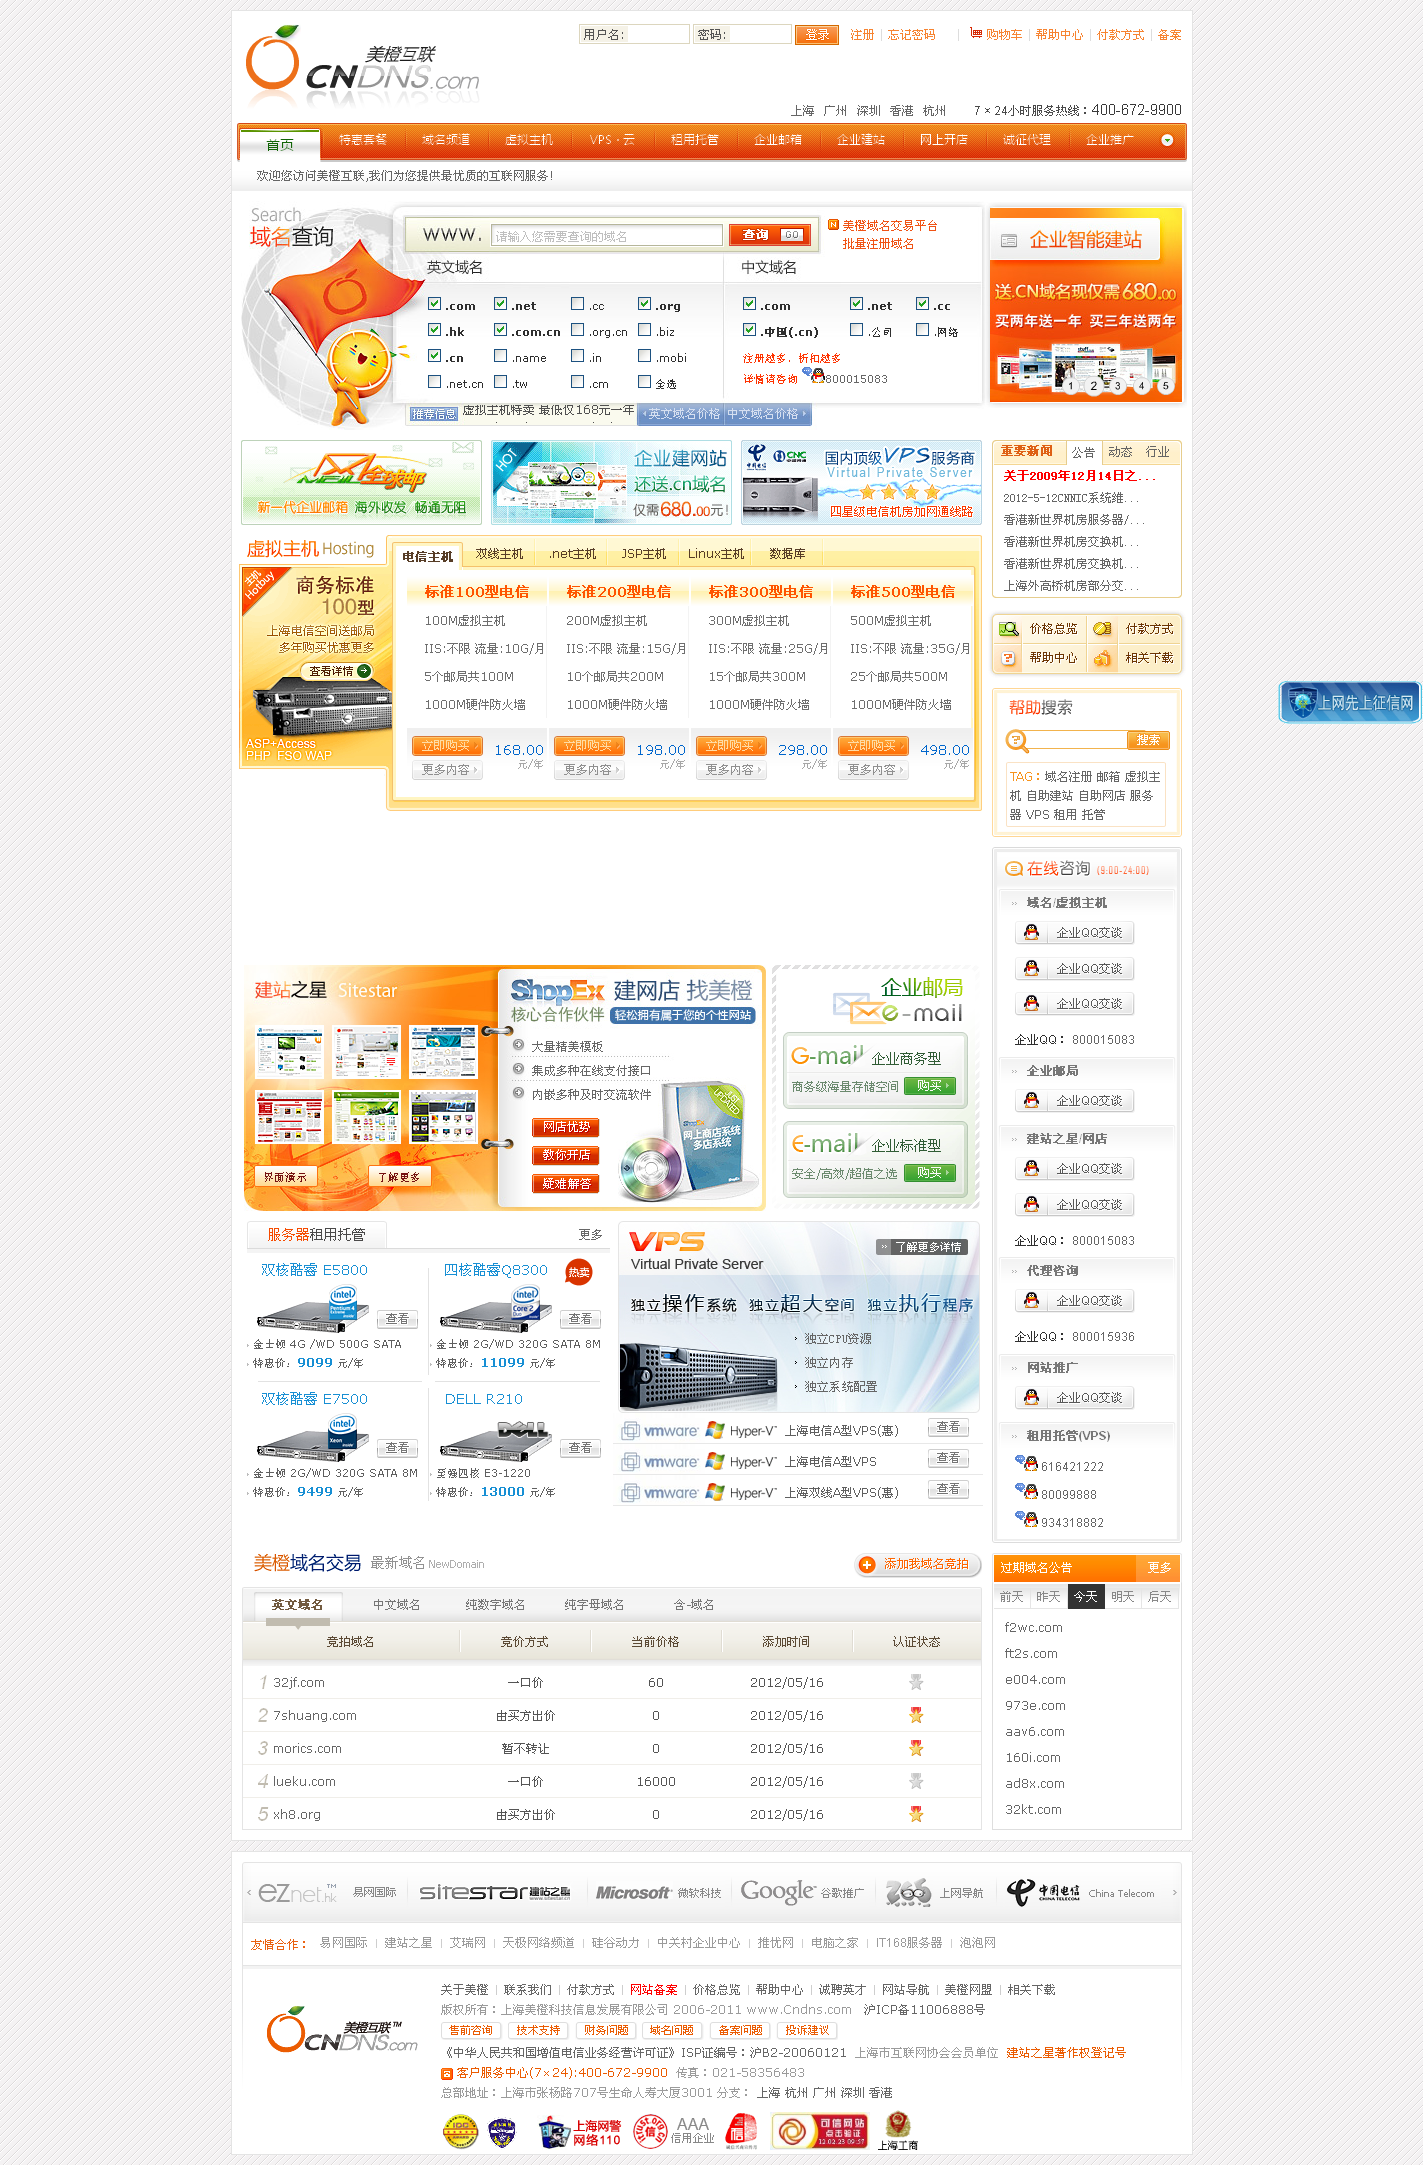 用户名: 密码: 登录 注册 忘记密码 购物车 帮助中心 付款方式 备案
美橙互联
CNDNS.com
上海 广州 深圳 香港 杭州 7×24小时服务热线：400-672-9900
首页 特惠套餐 域名频道 虚拟主机 VPS·云 租用托管 企业邮箱 企业建站 网上开店 诚征代理 企业推广
欢迎您访问美橙互联,我们为您提供最优质的互联网服务!
Search
域名查询
www. 请输入您需要查询的域名 查询 GO
美橙域名交易平台
批量注册域名
英文域名 中文域名
.com .net .cc .org .com .net .cc
.hk .com.cn .org.cn .biz .中国(.cn) .公司 .网络
.cn .name .in .mobi 注册越多，折扣越多
.net.cn .tw .cm 全选 详情请咨询 800015083
推荐信息 虚拟主机特卖 最低仅168元一年 英文域名价格 中文域名价格
企业智能建站
送.CN域名现仅需680.00
买两年送一年 买三年送两年
1 2 3 4 5
全球邮
新一代企业邮箱 海外收发 畅通无阻
HOT
企业建网站
还送.cn域名
仅需680.00元!
国内顶级VPS服务商
Virtual Private Server
四星级电信机房加网通线路
重要新闻 公告 动态 行业
关于2009年12月14日之...
2012-5-12CNNIC系统维...
香港新世界机房服务器/...
香港新世界机房交换机...
香港新世界机房交换机...
上海外高桥机房部分交...
虚拟主机 Hosting
主机 Hotbuy
商务标准
100型
上海电信空间送邮局
多年购买优惠更多
查看详情
ASP+Access
PHP FSO WAP
电信主机 双线主机 .net主机 JSP主机 Linux主机 数据库
标准100型电信 标准200型电信 标准300型电信 标准500型电信
100M虚拟主机 200M虚拟主机 300M虚拟主机 500M虚拟主机
IIS:不限 流量:10G/月 IIS:不限 流量:15G/月 IIS:不限 流量:25G/月 IIS:不限 流量:35G/月
5个邮局共100M 10个邮局共200M 15个邮局共300M 25个邮局共500M
1000M硬件防火墙 1000M硬件防火墙 1000M硬件防火墙 1000M硬件防火墙
立即购买 168.00 立即购买 198.00 立即购买 298.00 立即购买 498.00
更多内容 元/年 更多内容 元/年 更多内容 元/年 更多内容 元/年
价格总览 付款方式
帮助中心 相关下载
上网先上征信网
帮助搜索
搜索
TAG：域名注册 邮箱 虚拟主
机 自助建站 自助网店 服务
器 VPS 租用 托管
在线咨询 (9:00-24:00)
域名/虚拟主机
企业QQ交谈
企业QQ交谈
企业QQ交谈
企业QQ： 800015083
企业邮局
企业QQ交谈
建站之星/网店
企业QQ交谈
企业QQ交谈
企业QQ： 800015083
代理咨询
企业QQ交谈
企业QQ： 800015936
网站推广
企业QQ交谈
租用托管(VPS)
616421222
80099888
934318882
建站之星 Sitestar
界面演示 了解更多
ShopEx 建网店 找美橙
核心合作伙伴 轻松拥有属于您的个性网站
大量精美模板
集成多种在线支付接口
内嵌多种及时交流软件
网店优势
教你开店
疑难解答
ShopEx
网上商店系统
多店系统
企业邮局
e-mail
G-mail 企业商务型
商务级海量存储空间 购买
E-mail 企业标准型
安全/高效/超值之选 购买
服务器租用托管 更多
双核酷睿 E5800 四核酷睿Q8300 热卖
查看 查看
金士顿 4G /WD 500G SATA 金士顿 2G/WD 320G SATA 8M
特惠价：9099 元/年 特惠价：11099 元/年
双核酷睿 E7500 DELL R210
查看 查看
金士顿 2G/WD 320G SATA 8M 至强四核 E3-1220
特惠价：9499 元/年 特惠价：13000 元/年
VPS
Virtual Private Server
了解更多详情
独立操作系统 独立超大空间 独立执行程序
独立CPU资源
独立内存
独立系统配置
vmware Hyper-V 上海电信A型VPS(惠) 查看
vmware Hyper-V 上海电信A型VPS 查看
vmware Hyper-V 上海双线A型VPS(惠) 查看
美橙域名交易 最新域名 NewDomain 添加我域名竞拍
英文域名 中文域名 纯数字域名 纯字母域名 含-域名
竞拍域名 竞价方式 当前价格 添加时间 认证状态
1 32jf.com 一口价 60 2012/05/16
2 7shuang.com 由买方出价 0 2012/05/16
3 morics.com 暂不转让 0 2012/05/16
4 lueku.com 一口价 16000 2012/05/16
5 xh8.org 由买方出价 0 2012/05/16
过期域名公告 更多
前天 昨天 今天 明天 后天
f2wc.com
ft2s.com
e004.com
973e.com
aav6.com
160i.com
ad8x.com
32kt.com
eZnet.hk 易网国际 SITESTAR 建站之星 Microsoft 微软科技 Google 谷歌推广 365 上网导航 中国电信 CHINA TELECOM China Telecom
友情合作： 易网国际 建站之星 艾瑞网 天极网络频道 硅谷动力 中关村企业中心 推优网 电脑之家 IT168服务器 泡泡网
美橙互联™
CNDNS.com
关于美橙 联系我们 付款方式 网站备案 价格总览 帮助中心 诚聘英才 网站导航 美橙网盟 相关下载
版权所有：上海美橙科技信息发展有限公司 2006-2011 www.Cndns.com 沪ICP备11006888号
售前咨询 技术支持 财务问题 域名问题 备案问题 投诉建议
《中华人民共和国增值电信业务经营许可证》ISP证编号：沪B2-20060121 上海市互联网协会会员单位 建站之星著作权登记号
客户服务中心(7×24):400-672-9900 传真：021-58356483
总部地址：上海市张杨路707号生命人寿大厦3001 分支： 上海 杭州 广州 深圳 香港
上海网警
网络110
AAA
信用企业
可信网站
点击验证
12.02.23 09:57
上海工商